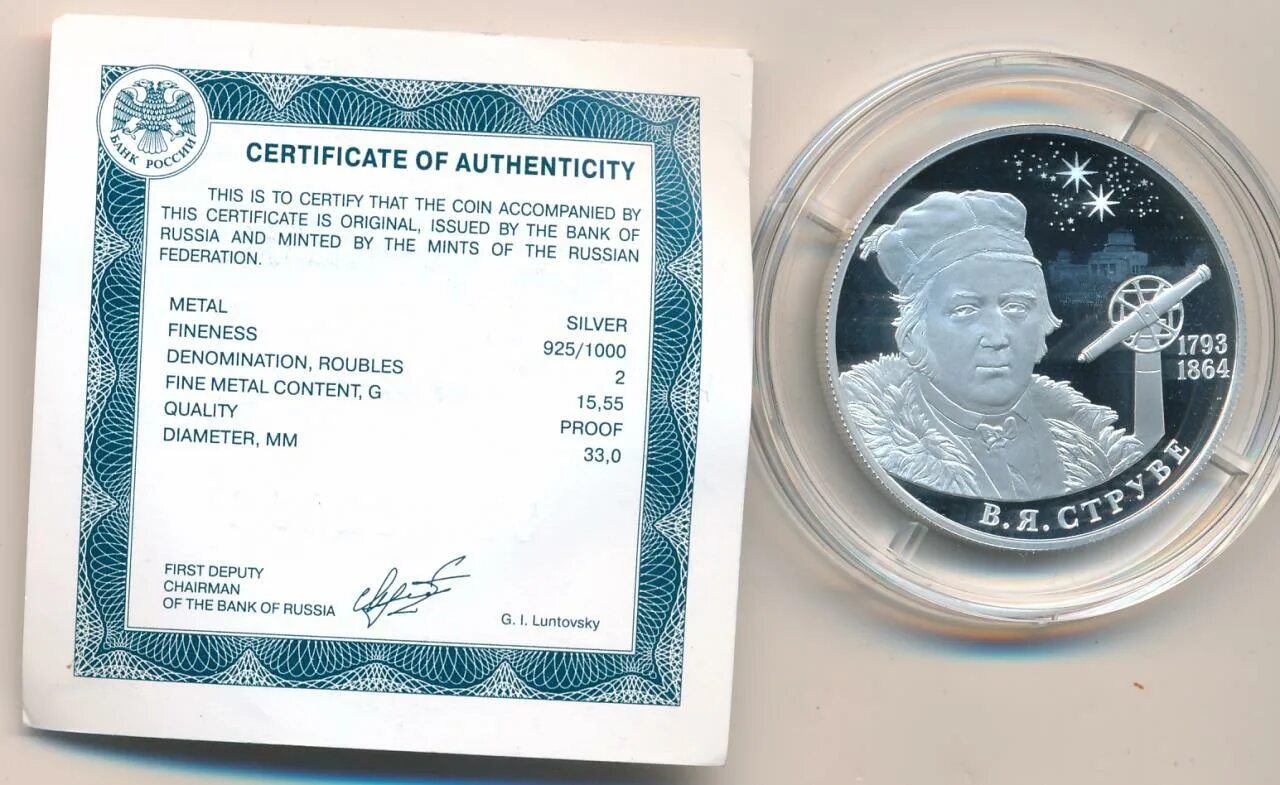 БАНК РОССИИ
CERTIFICATE OF AUTHENTICITY
THIS IS TO CERTIFY THAT THE COIN ACCOMPANIED BY
THIS CERTIFICATE IS ORIGINAL, ISSUED BY THE BANK OF
RUSSIA AND MINTED BY THE MINTS OF THE RUSSIAN
FEDERATION.
METAL SILVER
FINENESS 925/1000
DENOMINATION, ROUBLES 2
FINE METAL CONTENT, G 15,55
QUALITY PROOF
DIAMETER, MM 33,0
FIRST DEPUTY
CHAIRMAN
OF THE BANK OF RUSSIA
G. I. Luntovsky
1793
1864
В.Я.СТРУВЕ